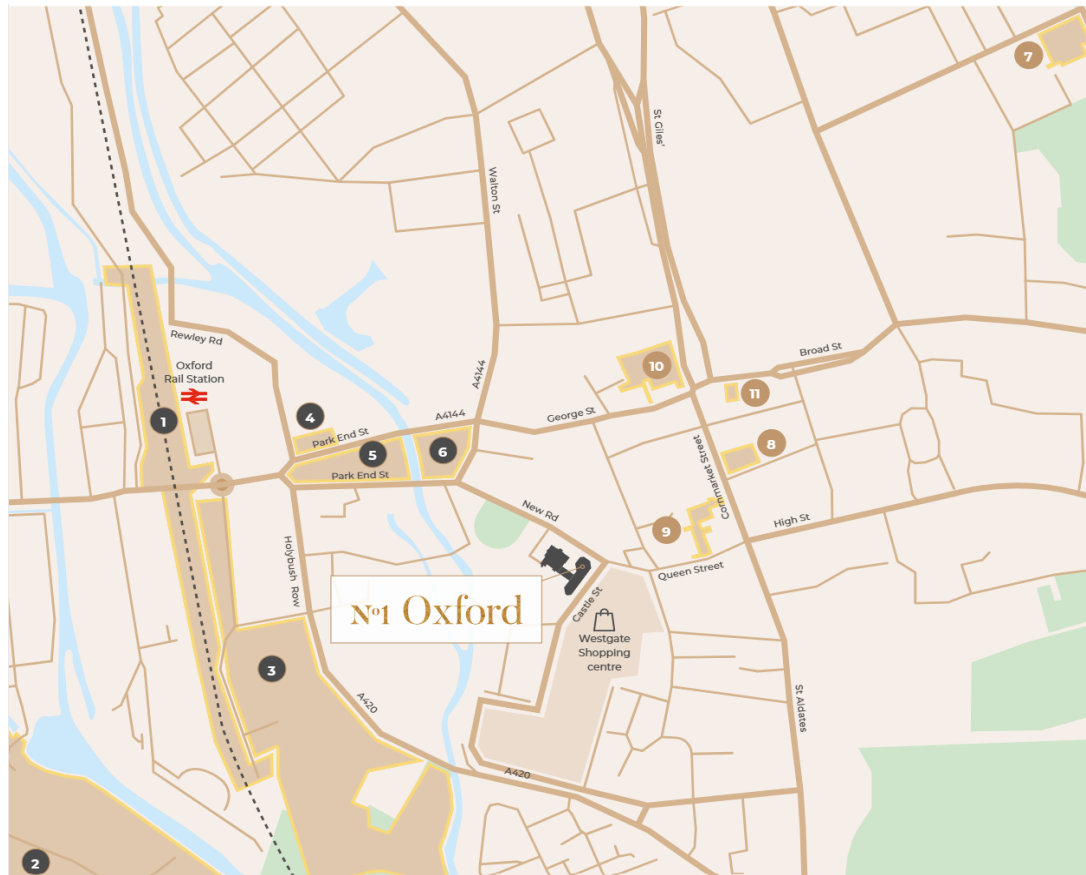 7
St Giles'
Walton St
Rewley Rd
Oxford
Rail Station
A4144
Broad St
10
11
1
4
A4144
George St
Park End St
5
6
Park End St
8
Cornmarket Street
New Rd
9
High St
Queen Street
Holybush Row
Nº1 Oxford
Castle St
Westgate
Shopping
centre
3
A420
St Aldates
A420
2